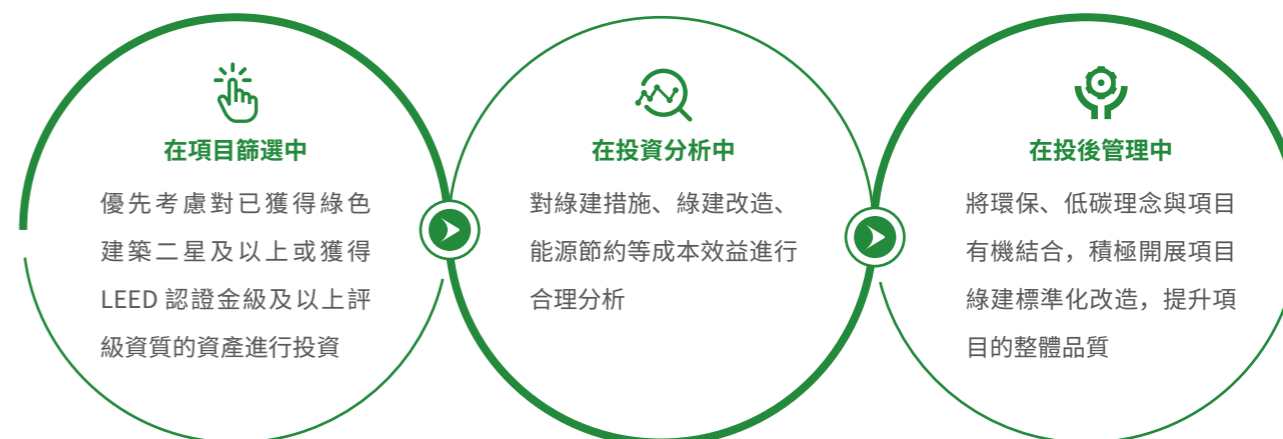 在項目篩選中
優先考慮對已獲得綠色
建築二星及以上或獲得
LEED 認證金級及以上評
級資質的資產進行投資
在投資分析中
對綠建措施、綠建改造、
能源節約等成本效益進行
合理分析
在投後管理中
將環保、低碳理念與項目
有機結合，積極開展項目
綠建標準化改造，提升項
目的整體品質